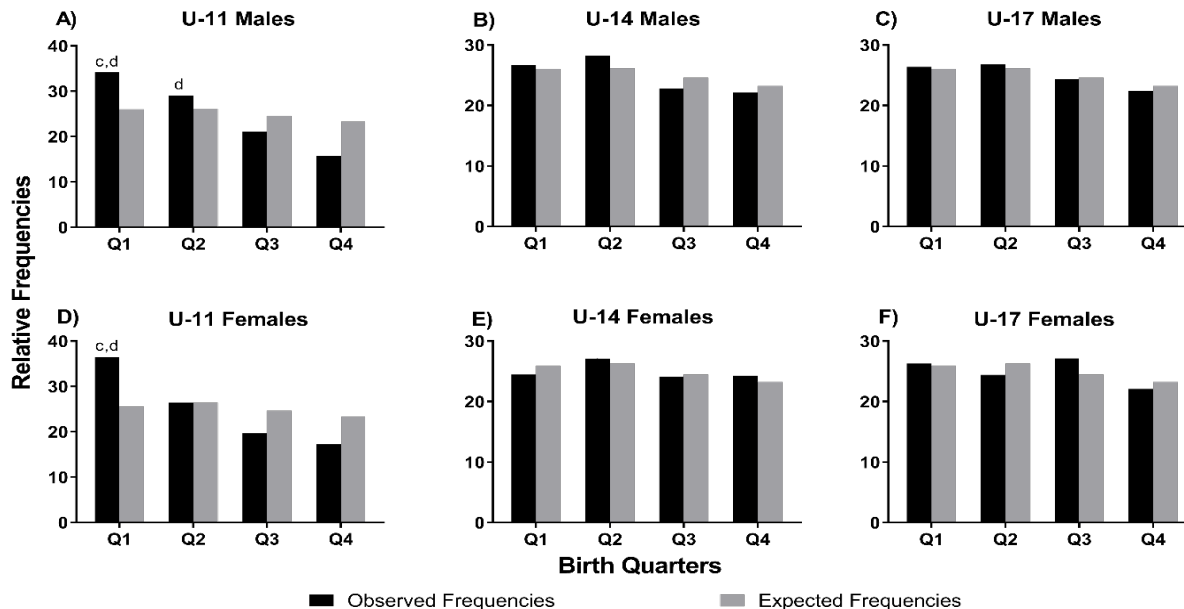 A) U-11 Males
40
c,d
d
30
20
10
0
Q1 Q2 Q3 Q4
B) U-14 Males
30
20
10
0
Q1 Q2 Q3 Q4
C) U-17 Males
30
20
10
0
Q1 Q2 Q3 Q4
Relative Frequencies
D) U-11 Females
40
c,d
30
20
10
0
Q1 Q2 Q3 Q4
E) U-14 Females
30
20
10
0
Q1 Q2 Q3 Q4
F) U-17 Females
30
20
10
0
Q1 Q2 Q3 Q4
Birth Quarters
Observed Frequencies Expected Frequencies